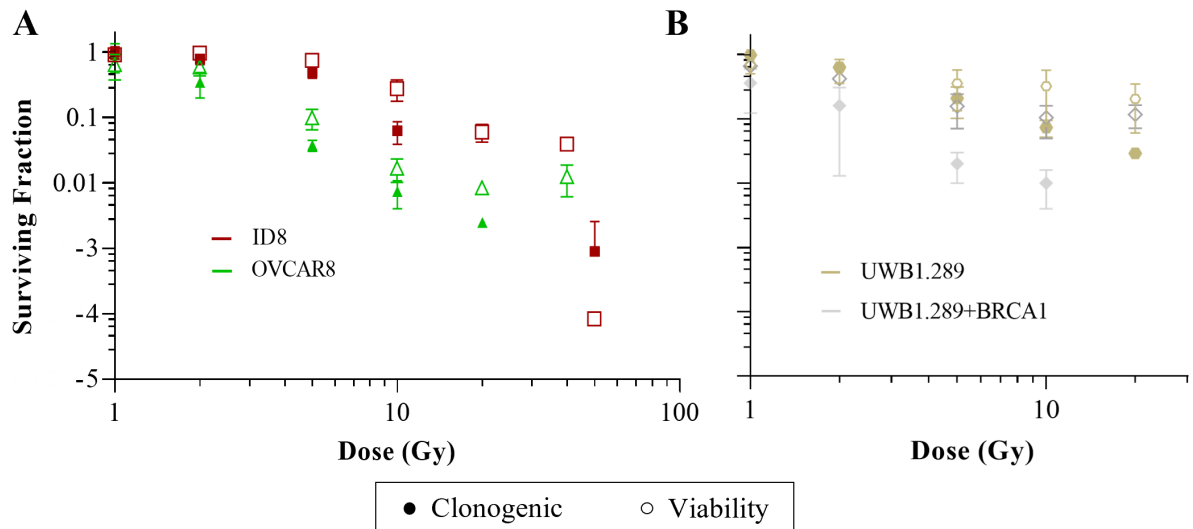 A
B
Surviving Fraction
1
0.1
0.01
-3
-4
-5
ID8
OVCAR8
1
10
100
Dose (Gy)
UWB1.289
UWB1.289+BRCA1
1
10
Dose (Gy)
Clonogenic Viability